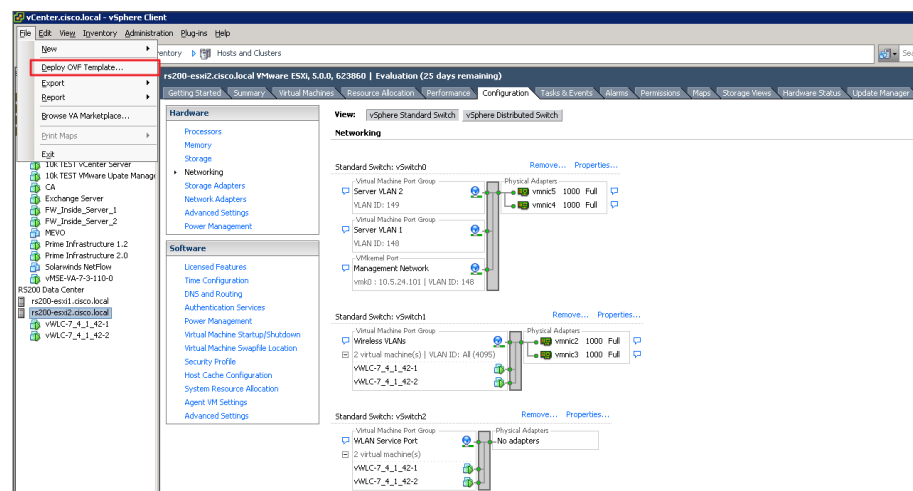 vCenter.cisco.local - vSphere Client
File Edit View Inventory Administration Plug-ins Help
New
Deploy OVF Template...
Export
Report
Browse VA Marketplace...
Print Maps
Exit
entory Hosts and Clusters
Sea
10k TEST vCenter Server
10k TEST VMware Upate Manag
CA
Exchange Server
FW_Inside_Server_1
FW_Inside_Server_2
MEVO
Prime Infrastructure 1.2
Prime Infrastructure 2.0
Solarwinds NetFlow
vMSE-VA-7-3-110-0
RS200 Data Center
rs200-esxi1.cisco.local
rs200-esxi2.cisco.local
vWLC-7_4_1_42-1
vWLC-7_4_1_42-2
rs200-esxi2.cisco.local VMware ESXi, 5.0.0, 623860 | Evaluation (25 days remaining)
Getting Started Summary Virtual Machines Resource Allocation Performance Configuration Tasks & Events Alarms Permissions Maps Storage Views Hardware Status Update Manager
Hardware
Processors
Memory
Storage
Networking
Storage Adapters
Network Adapters
Advanced Settings
Power Management
Software
Licensed Features
Time Configuration
DNS and Routing
Authentication Services
Power Management
Virtual Machine Startup/Shutdown
Virtual Machine Swapfile Location
Security Profile
Host Cache Configuration
System Resource Allocation
Agent VM Settings
Advanced Settings
View: vSphere Standard Switch vSphere Distributed Switch
Networking
Standard Switch: vSwitch0 Remove... Properties...
Virtual Machine Port Group Physical Adapters
Server VLAN 2 vmnic5 1000 Full
VLAN ID: 149 vmnic4 1000 Full
Virtual Machine Port Group
Server VLAN 1
VLAN ID: 148
VMkernel Port
Management Network
vmk0 : 10.5.24.101 | VLAN ID: 148
Standard Switch: vSwitch1 Remove... Properties...
Virtual Machine Port Group Physical Adapters
Wireless VLANs vmnic2 1000 Full
2 virtual machine(s) | VLAN ID: All (4095) vmnic3 1000 Full
vWLC-7_4_1_42-1
vWLC-7_4_1_42-2
Standard Switch: vSwitch2 Remove... Properties...
Virtual Machine Port Group Physical Adapters
WLAN Service Port No adapters
2 virtual machine(s)
vWLC-7_4_1_42-1
vWLC-7_4_1_42-2